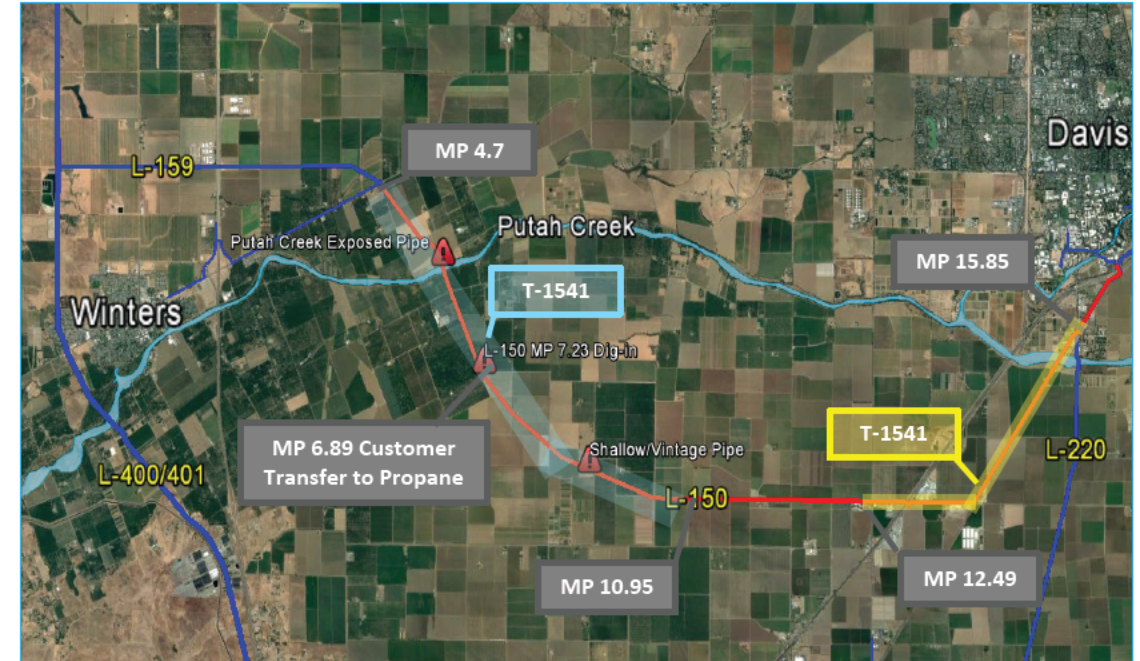 Davis
MP 4.7
L-159
Putah Creek
Putah Creek Exposed Pipe
MP 15.85
T-1541
Winters
L-150 MP 7.23 Dig-in
T-1541
MP 6.89 Customer
Transfer to Propane
Shallow/Vintage Pipe
L-220
L-400/401
L-150
MP 10.95
MP 12.49